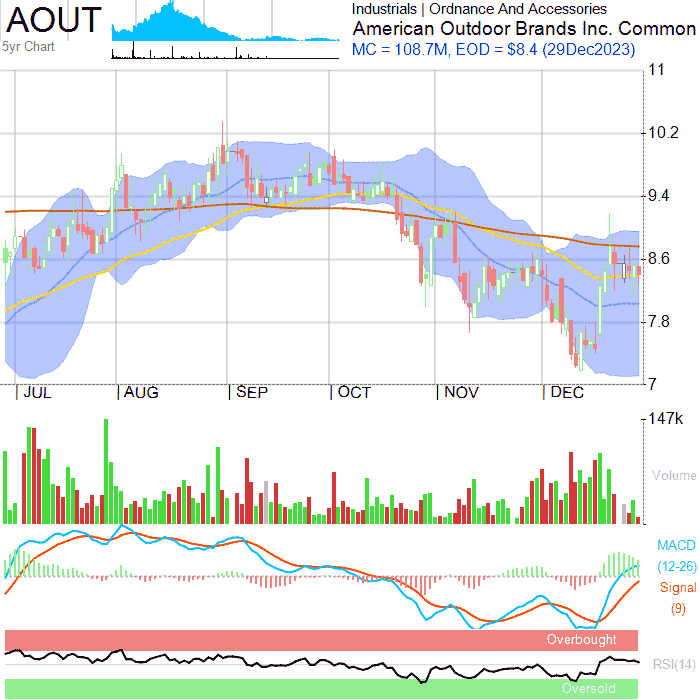 AOUT
5yr Chart
Industrials | Ordnance And Accessories
American Outdoor Brands Inc. Common
MC = 108.7M, EOD = $8.4 (29Dec2023)
11
10.2
9.4
8.6
7.8
7
| JUL | AUG | SEP | OCT | NOV | DEC
147k
Volume
MACD
(12-26)
Signal
(9)
Overbought
RSI(14)
Oversold